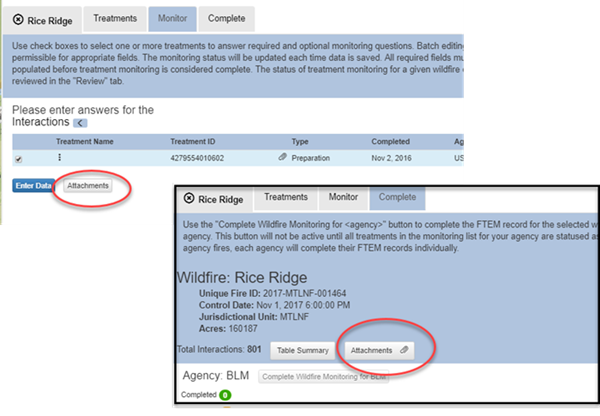 Rice Ridge Treatments Monitor Complete
Use check boxes to select one or more treatments to answer required and optional monitoring questions. Batch editing
permissible for appropriate fields. The monitoring status will be updated each time data is saved. All required fields mu
populated before treatment monitoring is considered complete. The status of treatment monitoring for a given wildfire
reviewed in the "Review" tab.
Please enter answers for the
Interactions <
Treatment Name Treatment ID Type Completed Ag
4279554010602 Preparation Nov 2, 2016 US
Enter Data Attachments
Rice Ridge Treatments Monitor Complete
Use the "Complete Wildfire Monitoring for <agency>" button to complete the FTEM record for the selected w
agency. This button will not be active until all treatments in the monitoring list for your agency are statused as
agency fires, each agency will complete their FTEM records individually.
Wildfire: Rice Ridge
Unique Fire ID: 2017-MTLNF-001464
Control Date: Nov 1, 2017 6:00:00 PM
Jurisdictional Unit: MTLNF
Acres: 160187
Total Interactions: 801 Table Summary Attachments
Agency: BLM Complete Wildfire Monitoring for BLM
Completed 0